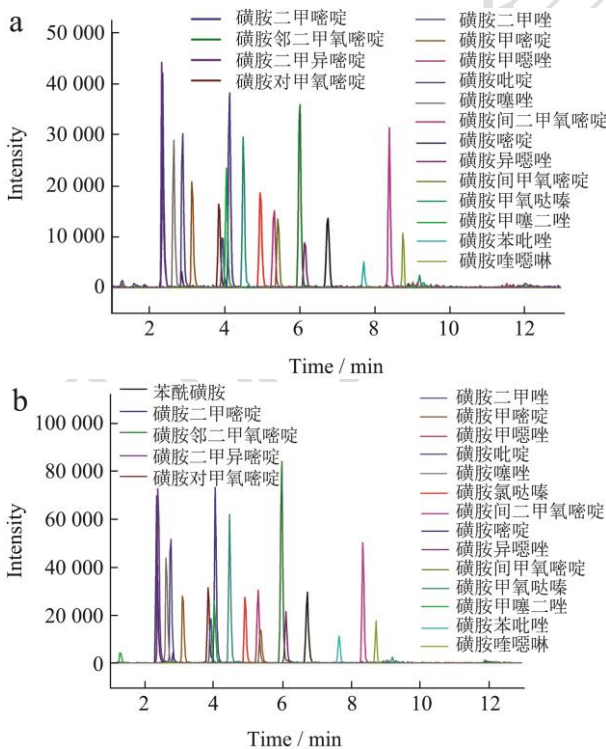 a
50 000
40 000
30 000
20 000
10 000
0
Intensity
磺胺二甲嘧啶
磺胺邻二甲氧嘧啶
磺胺二甲异嘧啶
磺胺对甲氧嘧啶
磺胺二甲唑
磺胺甲嘧啶
磺胺甲噁唑
磺胺吡啶
磺胺噻唑
磺胺间二甲氧嘧啶
磺胺嘧啶
磺胺异噁唑
磺胺间甲氧嘧啶
磺胺甲氧哒嗪
磺胺甲噻二唑
磺胺苯吡唑
磺胺喹噁啉
2 4 6 8 10 12
Time / min
b
100 000
80 000
60 000
40 000
20 000
0
Intensity
苯酰磺胺
磺胺二甲嘧啶
磺胺邻二甲氧嘧啶
磺胺二甲异嘧啶
磺胺对甲氧嘧啶
磺胺二甲唑
磺胺甲嘧啶
磺胺甲噁唑
磺胺吡啶
磺胺噻唑
磺胺氯哒嗪
磺胺间二甲氧嘧啶
磺胺嘧啶
磺胺异噁唑
磺胺间甲氧嘧啶
磺胺甲氧哒嗪
磺胺甲噻二唑
磺胺苯吡唑
磺胺喹噁啉
2 4 6 8 10 12
Time / min